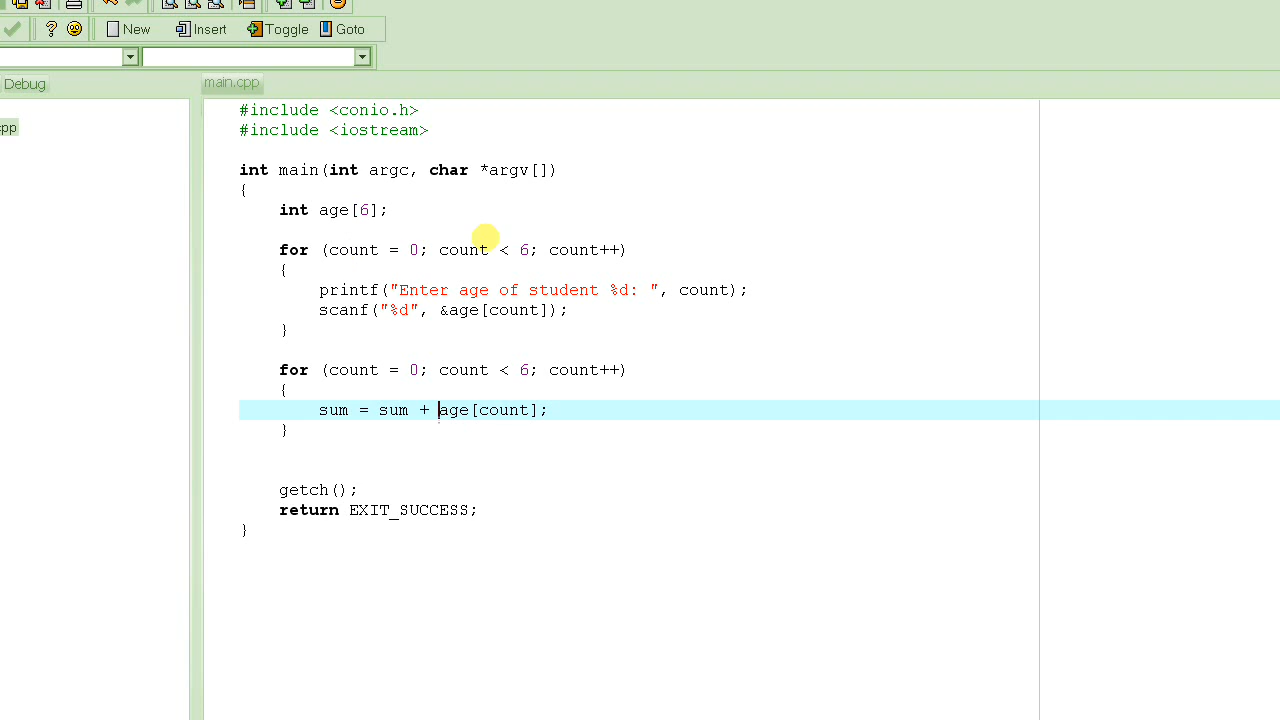 New Insert Toggle Goto
Debug
main.cpp
cpp
#include <conio.h>
#include <iostream>
int main(int argc, char *argv[])
{
int age[6];
for (count = 0; count < 6; count++)
{
printf("Enter age of student %d: ", count);
scanf("%d", &age[count]);
}
for (count = 0; count < 6; count++)
{
sum = sum + age[count];
}
getch();
return EXIT_SUCCESS;
}